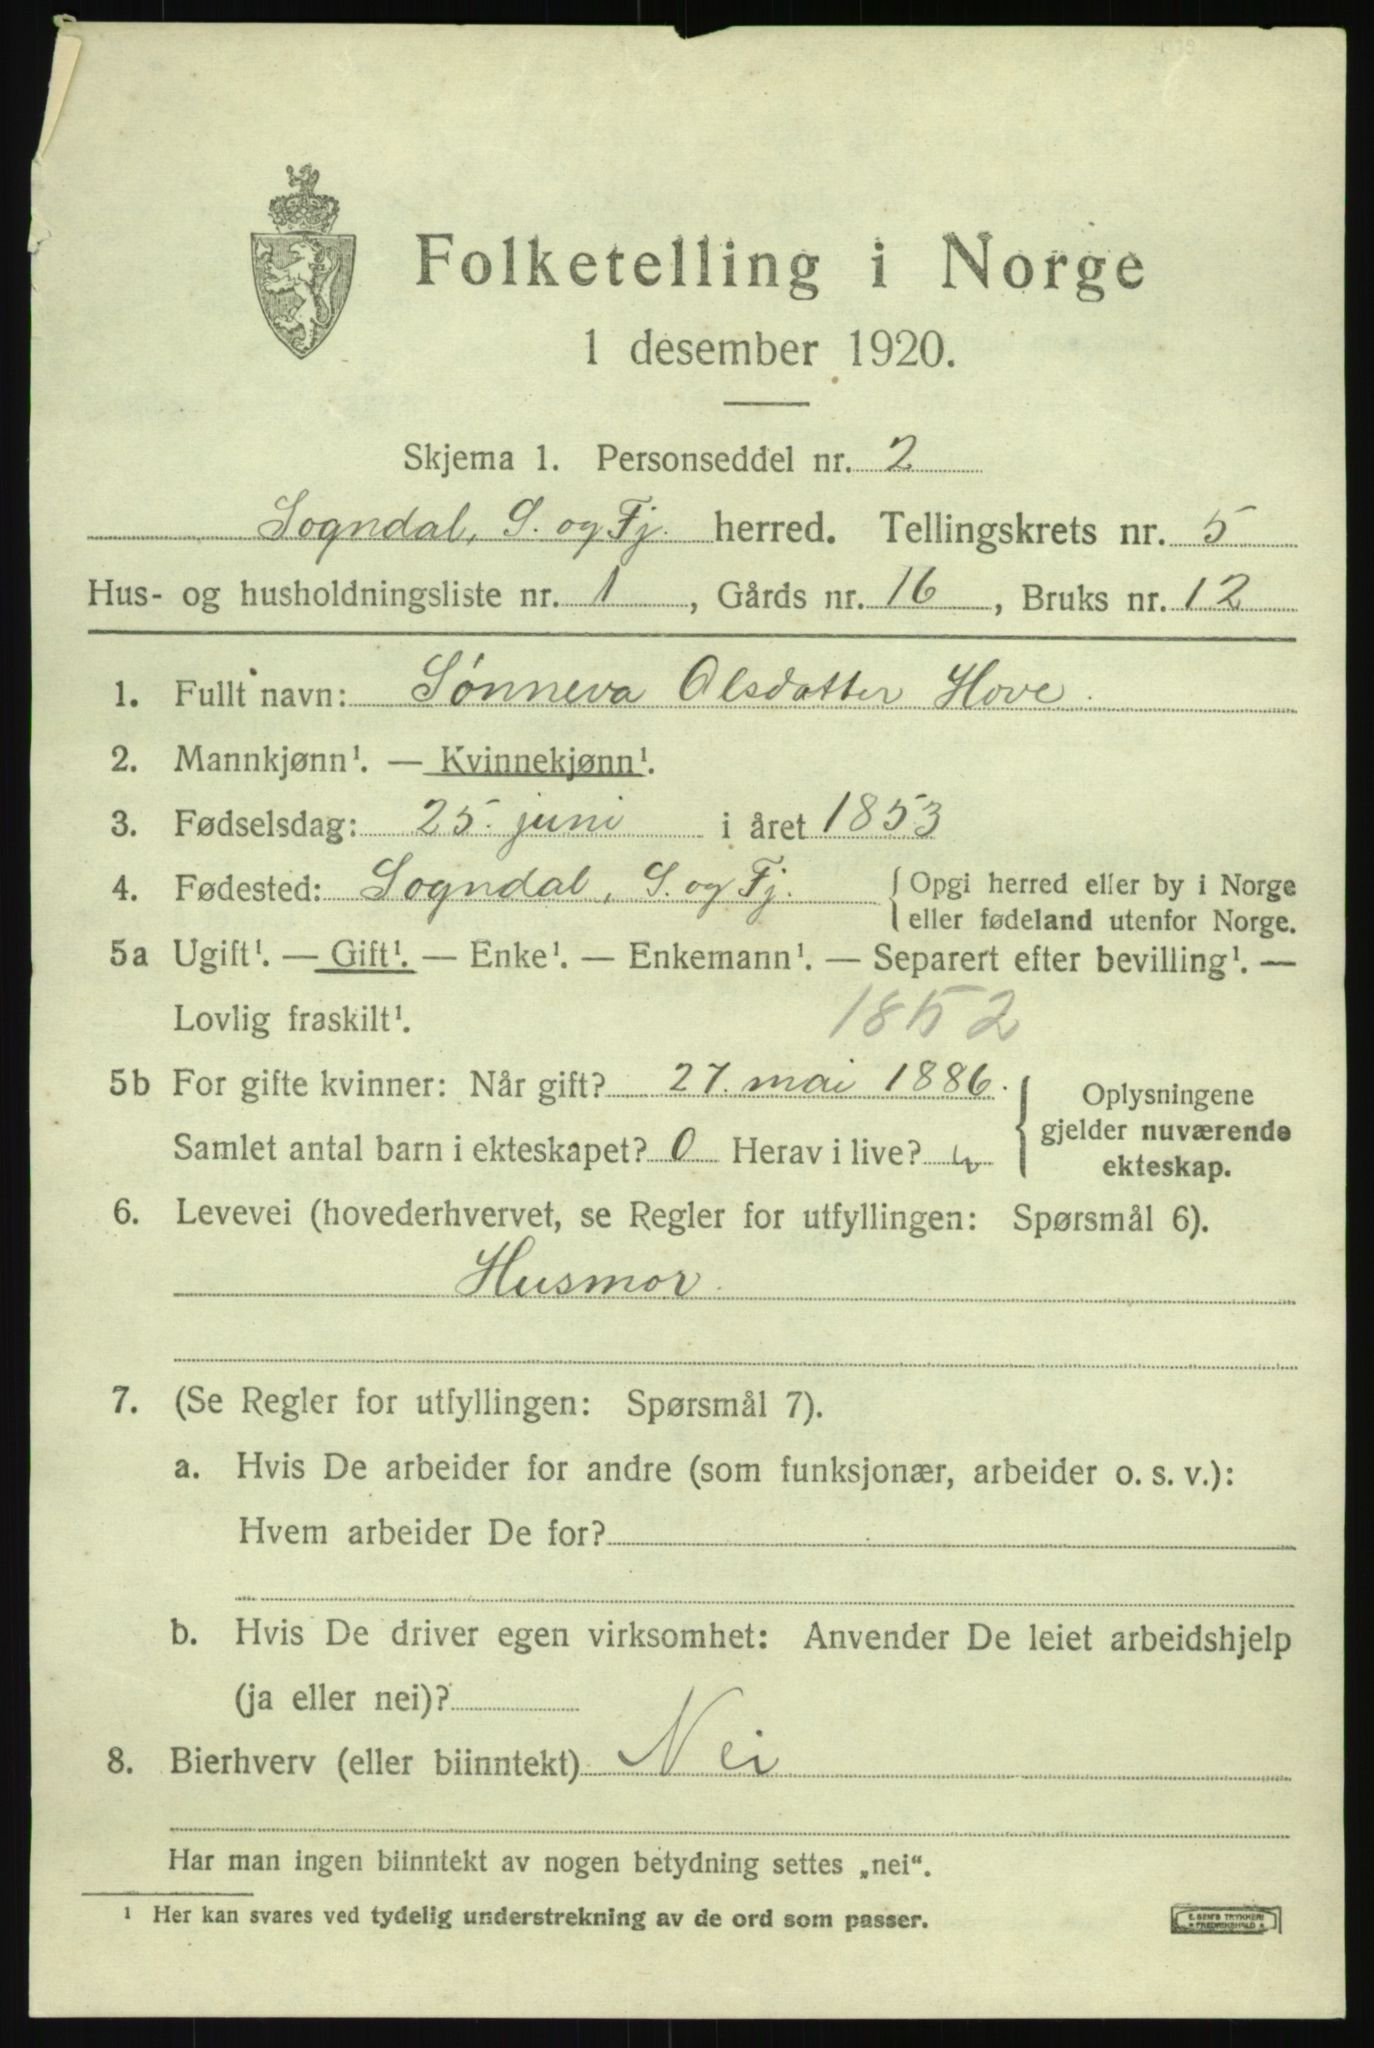 Folketelling i Norge
1 desember 1920.
Skjema 1. Personseddel nr. 2
Sogndal, S. og Fj. herred. Tellingskrets nr. 5
Hus- og husholdningsliste nr. 1, Gårds nr. 16, Bruks nr. 12
1. Fullt navn: Sønneva Olsdatter Hove.
2. Mannkjønn¹. — Kvinnekjønn¹.
3. Fødselsdag: 25. juni i året 1853
4. Fødested: Sogndal, S. og Fj. {Opgi herred eller by i Norge
eller fødeland utenfor Norge.
5a Ugift¹. — Gift¹. — Enke¹. — Enkemann¹. — Separert efter bevilling¹. —
Lovlig fraskilt¹. 1852
5b For gifte kvinner: Når gift? 27. mai 1886. { Oplysningene
gjelder nuværende
Samlet antal barn i ekteskapet? 0 Herav i live?
ekteskap.
6. Levevei (hovederhvervet, se Regler for utfyllingen: Spørsmål 6).
Husmor.
7. (Se Regler for utfyllingen: Spørsmål 7).
a. Hvis De arbeider for andre (som funksjonær, arbeider o. s. v.):
Hvem arbeider De for?
b. Hvis De driver egen virksomhet: Anvender De leiet arbeidshjelp
(ja eller nei)?
8. Bierhverv (eller biinntekt) Nei
Har man ingen biinntekt av nogen betydning settes „nei“.
¹ Her kan svares ved tydelig understrekning av de ord som passer.
E. SEM'S TRYKKERI
FREDRIKSHALD